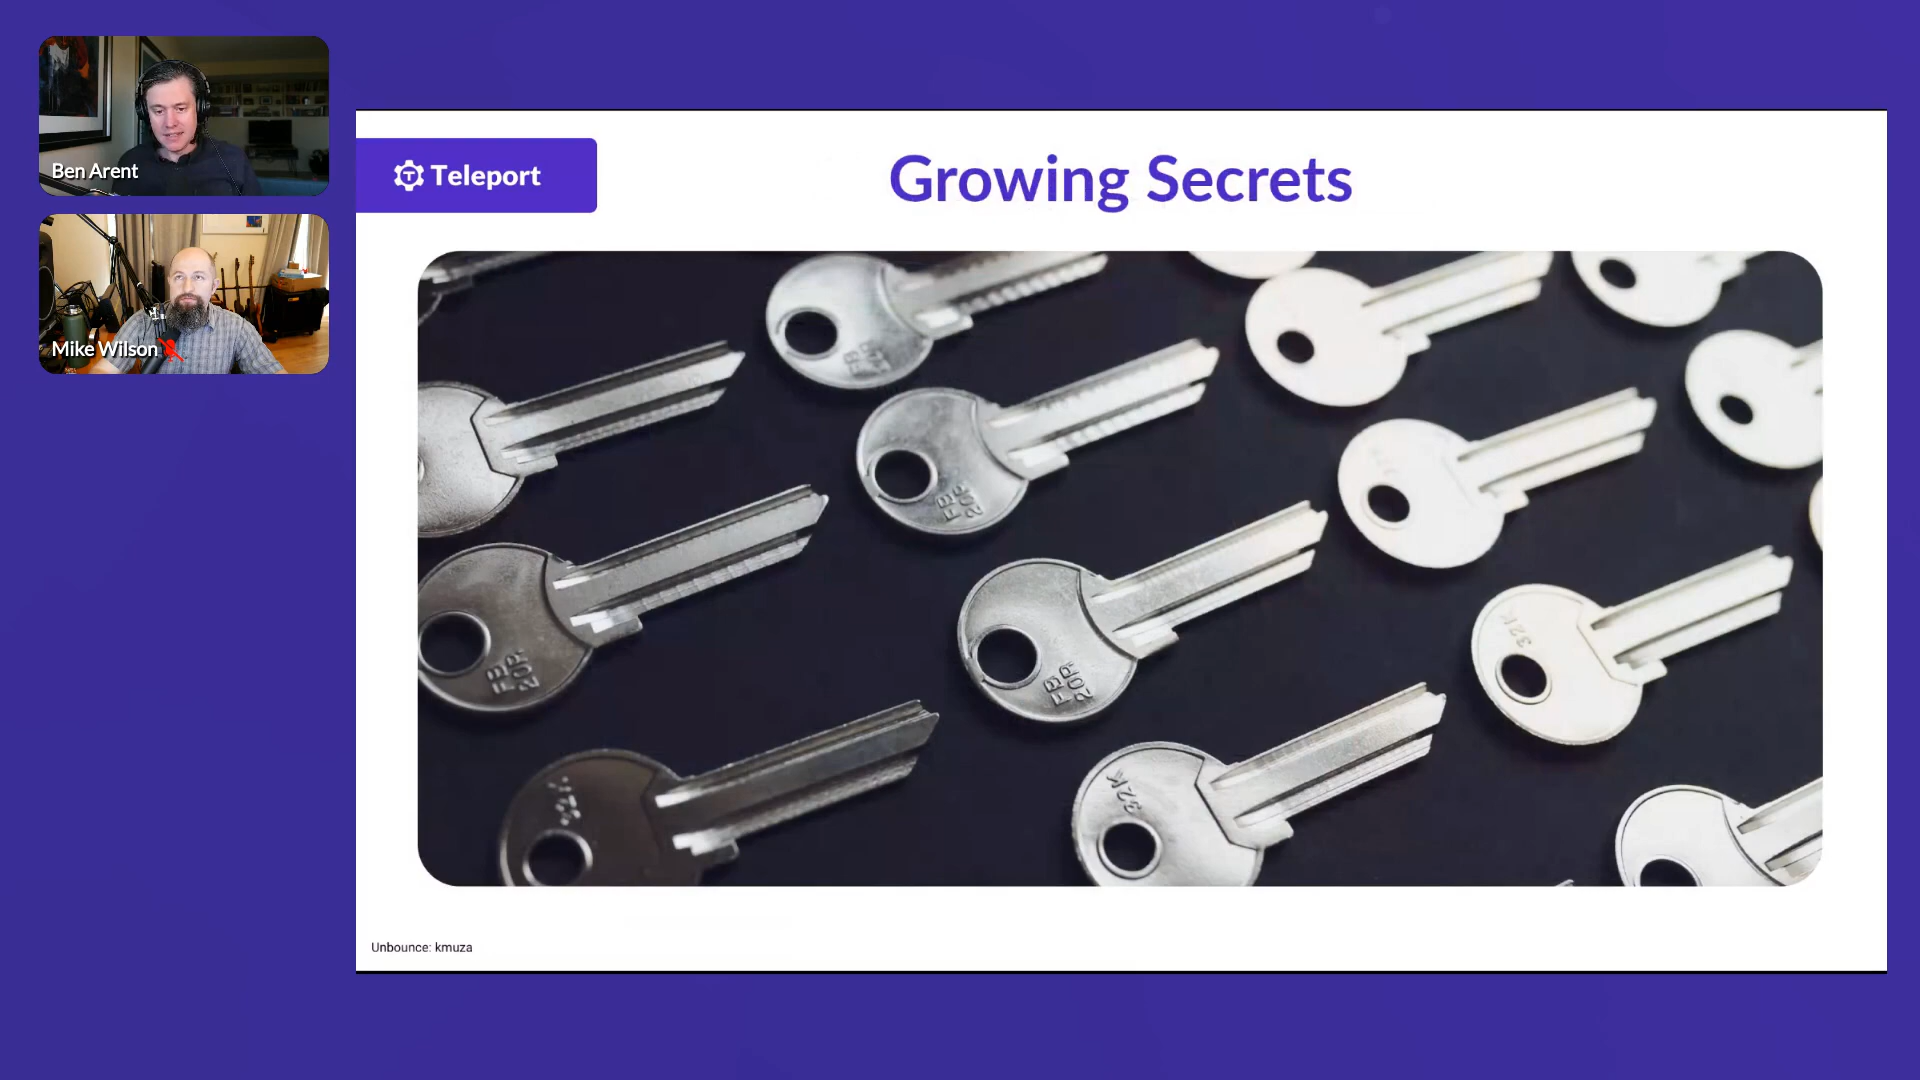 Ben Arent
Mike Wilson
Teleport
Growing Secrets
FB
20R
FB
20R
FB
20R
32K
32K
Unbounce: kmuza